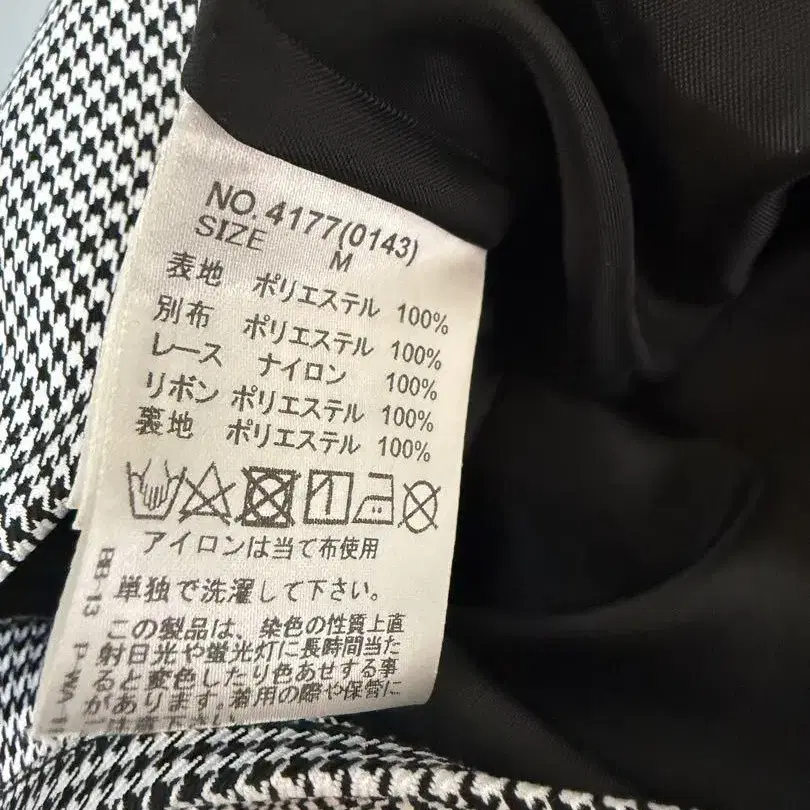 NO.4177(0143)
SIZE M
表地 ポリエステル 100%
別布 ポリエステル 100%
レース ナイロン 100%
リボン ポリエステル 100%
裏地 ポリエステル 100%
アイロンは当て布使用
単独で洗濯して下さい。
この製品は、染色の性質上直
射日光や蛍光灯に長時間当た
ると変色したり色あせする事
があります。着用の際や保管に
BB-13